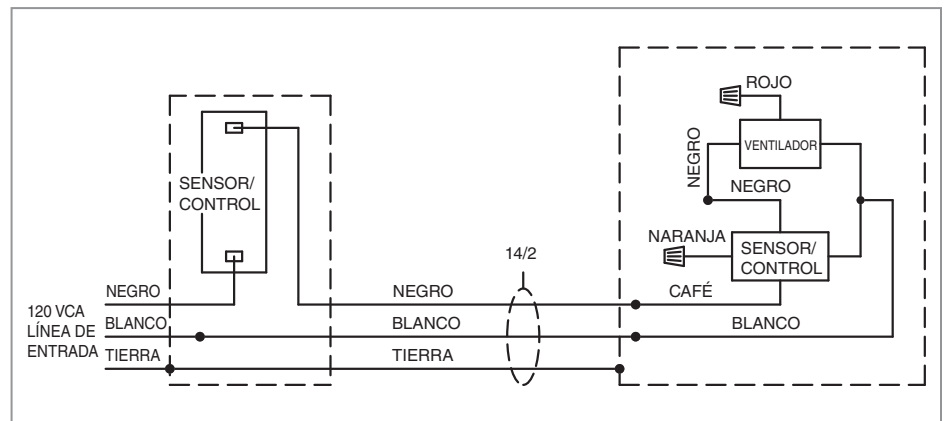 ROJO
VENTILADOR
NEGRO
NEGRO
SENSOR/
CONTROL
NARANJA
SENSOR/
CONTROL
14/2
NEGRO
NEGRO
CAFÉ
120 VCA
LÍNEA DE
ENTRADA
BLANCO
BLANCO
BLANCO
TIERRA
TIERRA